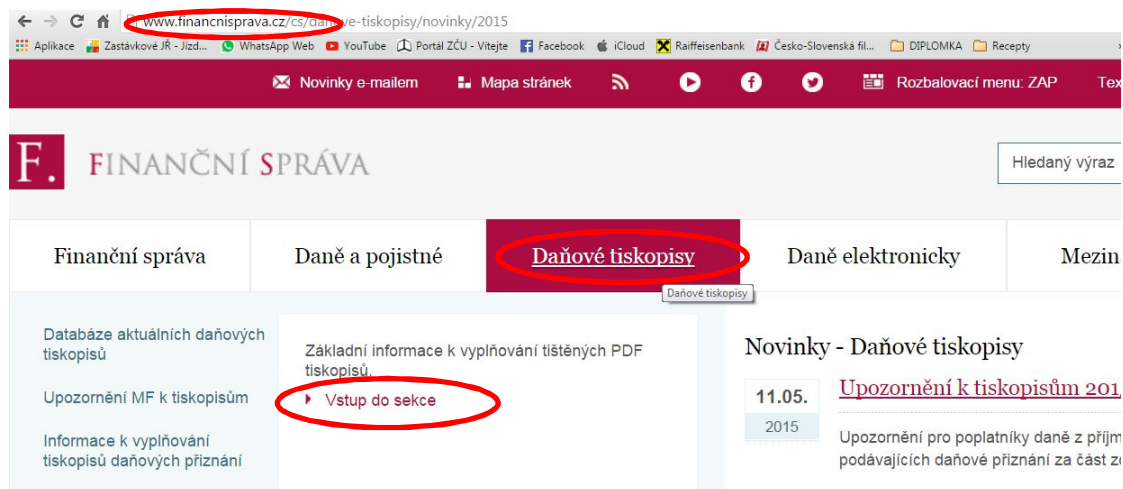 www.financnisprava.cz/cs/danove-tiskopisy/novinky/2015
Aplikace Zastávkové JŘ - Jízd... WhatsApp Web YouTube Portál ZČU - Vítejte Facebook iCloud Raiffeisenbank Česko-Slovenská fil... DIPLOMKA Recepty
Novinky e-mailem Mapa stránek Rozbalovací menu: ZAP
F. FINANČNÍ SPRÁVA
Hledaný výraz
Finanční správa Daně a pojistné Daňové tiskopisy Daně elektronicky
Daňové tiskopisy
Databáze aktuálních daňových
tiskopisů
Upozornění MF k tiskopisům
Informace k vyplňování
tiskopisů daňových přiznání
Základní informace k vyplňování tištěných PDF
tiskopisů.
Vstup do sekce
Novinky - Daňové tiskopisy
11.05.
2015
Upozornění k tiskopisům
Upozornění pro poplatníky daně z
podávajících daňové přiznání za část